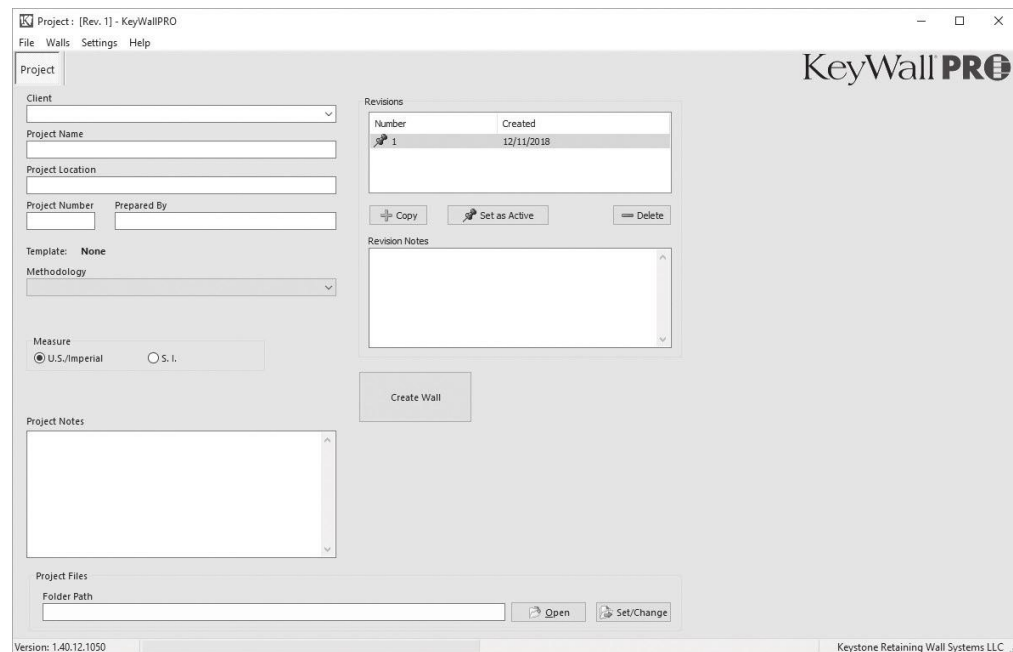 Project : [Rev. 1] - KeyWallPRO
File Walls Settings Help
Project
KeyWall PRO
Client
Project Name
Project Location
Project Number Prepared By
Template: None
Methodology
Measure
U.S./Imperial S. I.
Project Notes
Revisions
Number Created
1 12/11/2018
Copy Set as Active Delete
Revision Notes
Create Wall
Project Files
Folder Path
Open Set/Change
Version: 1.40.12.1050 Keystone Retaining Wall Systems LLC